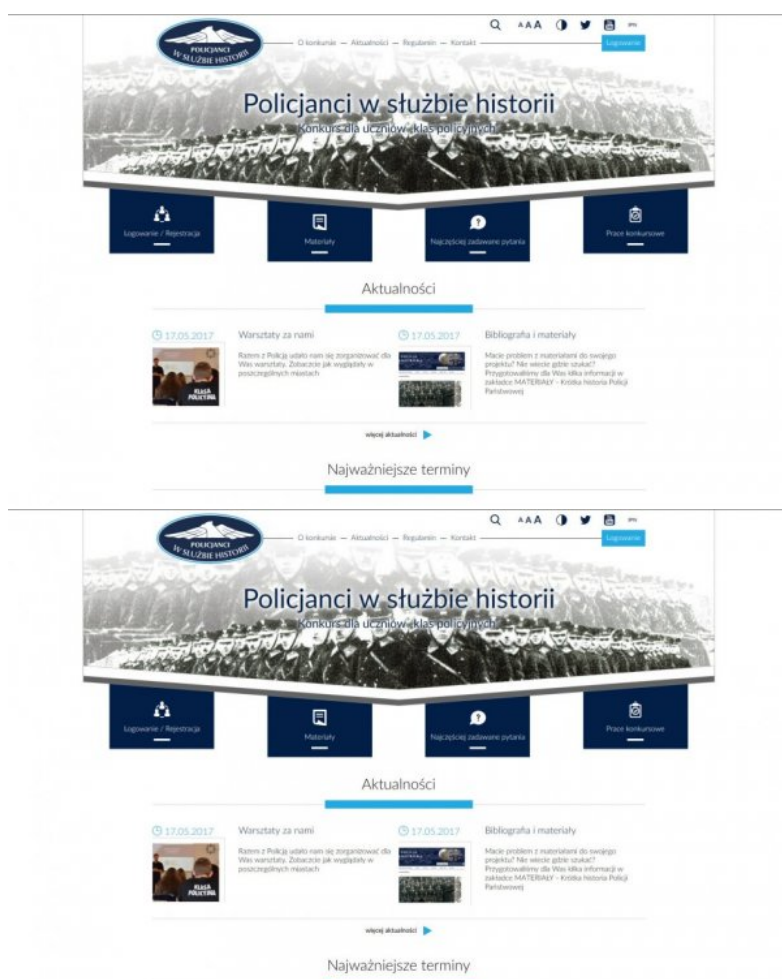 POLICJANCI
W SŁUŻBIE HISTORII
O konkursie — Aktualności — Regulamin — Kontakt
A A A
IPN
Logowanie
Policjanci w służbie historii
Konkurs dla uczniów „klas policyjnych”
Logowanie / Rejestracja
Materiały
Najczęściej zadawane pytania
Prace konkursowe
Aktualności
17.05.2017
Warsztaty za nami
Razem z Policją udało nam się zorganizować dla
Was warsztaty. Zobaczcie jak wyglądały w
poszczególnych miastach
KLASA
POLICYJNA
17.05.2017
Bibliografia i materiały
Macie problem z materiałami do swojego
projektu? Nie wiecie gdzie szukać?
Przygotowaliśmy dla Was kilka informacji w
zakładce MATERIAŁY - Krótka historia Policji
Państwowej
więcej aktualności
Najważniejsze terminy
POLICJANCI
W SŁUŻBIE HISTORII
O konkursie — Aktualności — Regulamin — Kontakt
A A A
IPN
Logowanie
Policjanci w służbie historii
Konkurs dla uczniów „klas policyjnych”
Logowanie / Rejestracja
Materiały
Najczęściej zadawane pytania
Prace konkursowe
Aktualności
17.05.2017
Warsztaty za nami
Razem z Policją udało nam się zorganizować dla
Was warsztaty. Zobaczcie jak wyglądały w
poszczególnych miastach
KLASA
POLICYJNA
17.05.2017
Bibliografia i materiały
Macie problem z materiałami do swojego
projektu? Nie wiecie gdzie szukać?
Przygotowaliśmy dla Was kilka informacji w
zakładce MATERIAŁY - Krótka historia Policji
Państwowej
więcej aktualności
Najważniejsze terminy